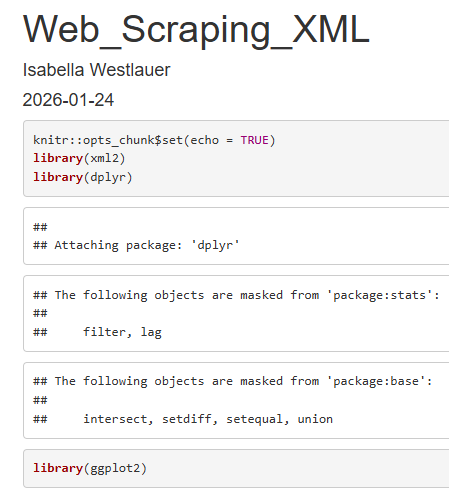 Web_Scraping_XML
Isabella Westlauer
2026-01-24
knitr::opts_chunk$set(echo = TRUE)
library(xml2)
library(dplyr)
##
## Attaching package: 'dplyr'
## The following objects are masked from 'package:stats':
##
##     filter, lag
## The following objects are masked from 'package:base':
##
##     intersect, setdiff, setequal, union
library(ggplot2)